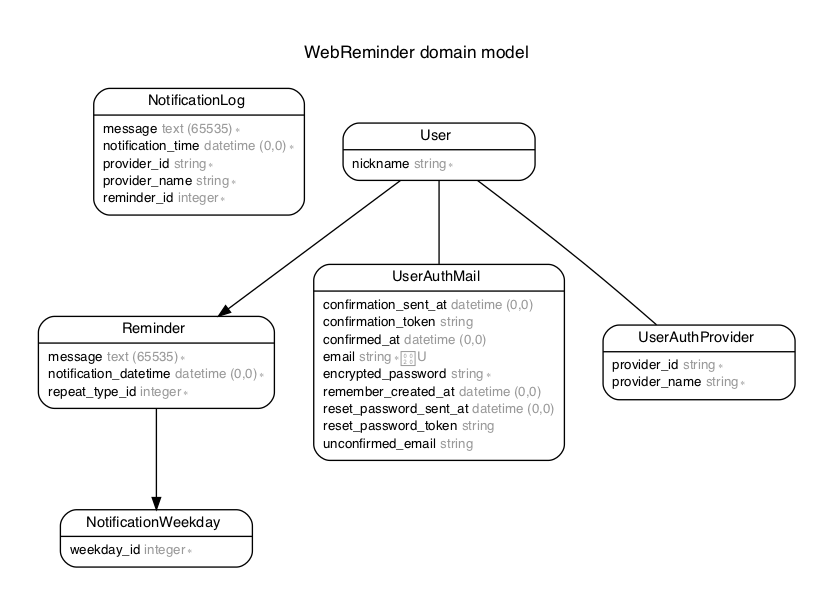 WebReminder domain model
NotificationLog
message text (65535) *
notification_time datetime (0,0) *
provider_id string *
provider_name string *
reminder_id integer *
User
nickname string *
UserAuthMail
confirmation_sent_at datetime (0,0)
confirmation_token string
confirmed_at datetime (0,0)
email string * U
encrypted_password string *
remember_created_at datetime (0,0)
reset_password_sent_at datetime (0,0)
reset_password_token string
unconfirmed_email string
Reminder
message text (65535) *
notification_datetime datetime (0,0) *
repeat_type_id integer *
UserAuthProvider
provider_id string *
provider_name string *
NotificationWeekday
weekday_id integer *